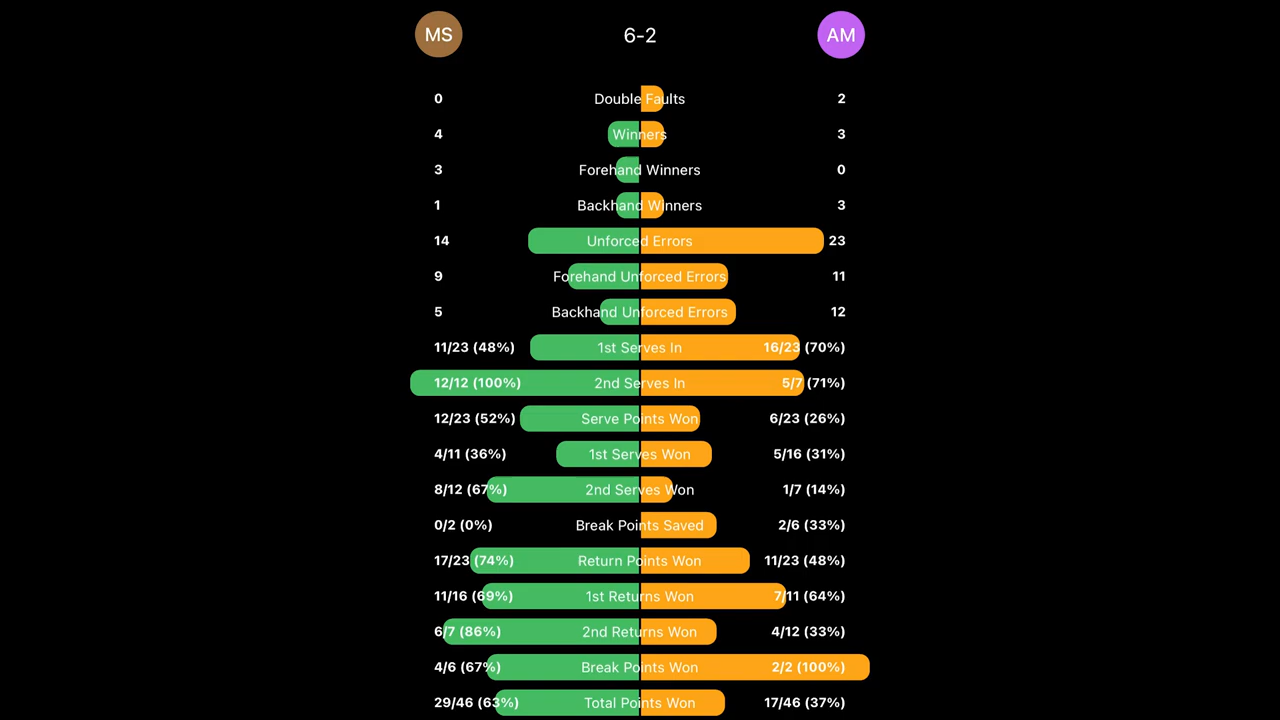 MS 6-2 AM
0 Double Faults 2
4 Winners 3
3 Forehand Winners 0
1 Backhand Winners 3
14 Unforced Errors 23
9 Forehand Unforced Errors 11
5 Backhand Unforced Errors 12
11/23 (48%) 1st Serves In 16/23 (70%)
12/12 (100%) 2nd Serves In 5/7 (71%)
12/23 (52%) Serve Points Won 6/23 (26%)
4/11 (36%) 1st Serves Won 5/16 (31%)
8/12 (67%) 2nd Serves Won 1/7 (14%)
0/2 (0%) Break Points Saved 2/6 (33%)
17/23 (74%) Return Points Won 11/23 (48%)
11/16 (69%) 1st Returns Won 7/11 (64%)
6/7 (86%) 2nd Returns Won 4/12 (33%)
4/6 (67%) Break Points Won 2/2 (100%)
29/46 (63%) Total Points Won 17/46 (37%)